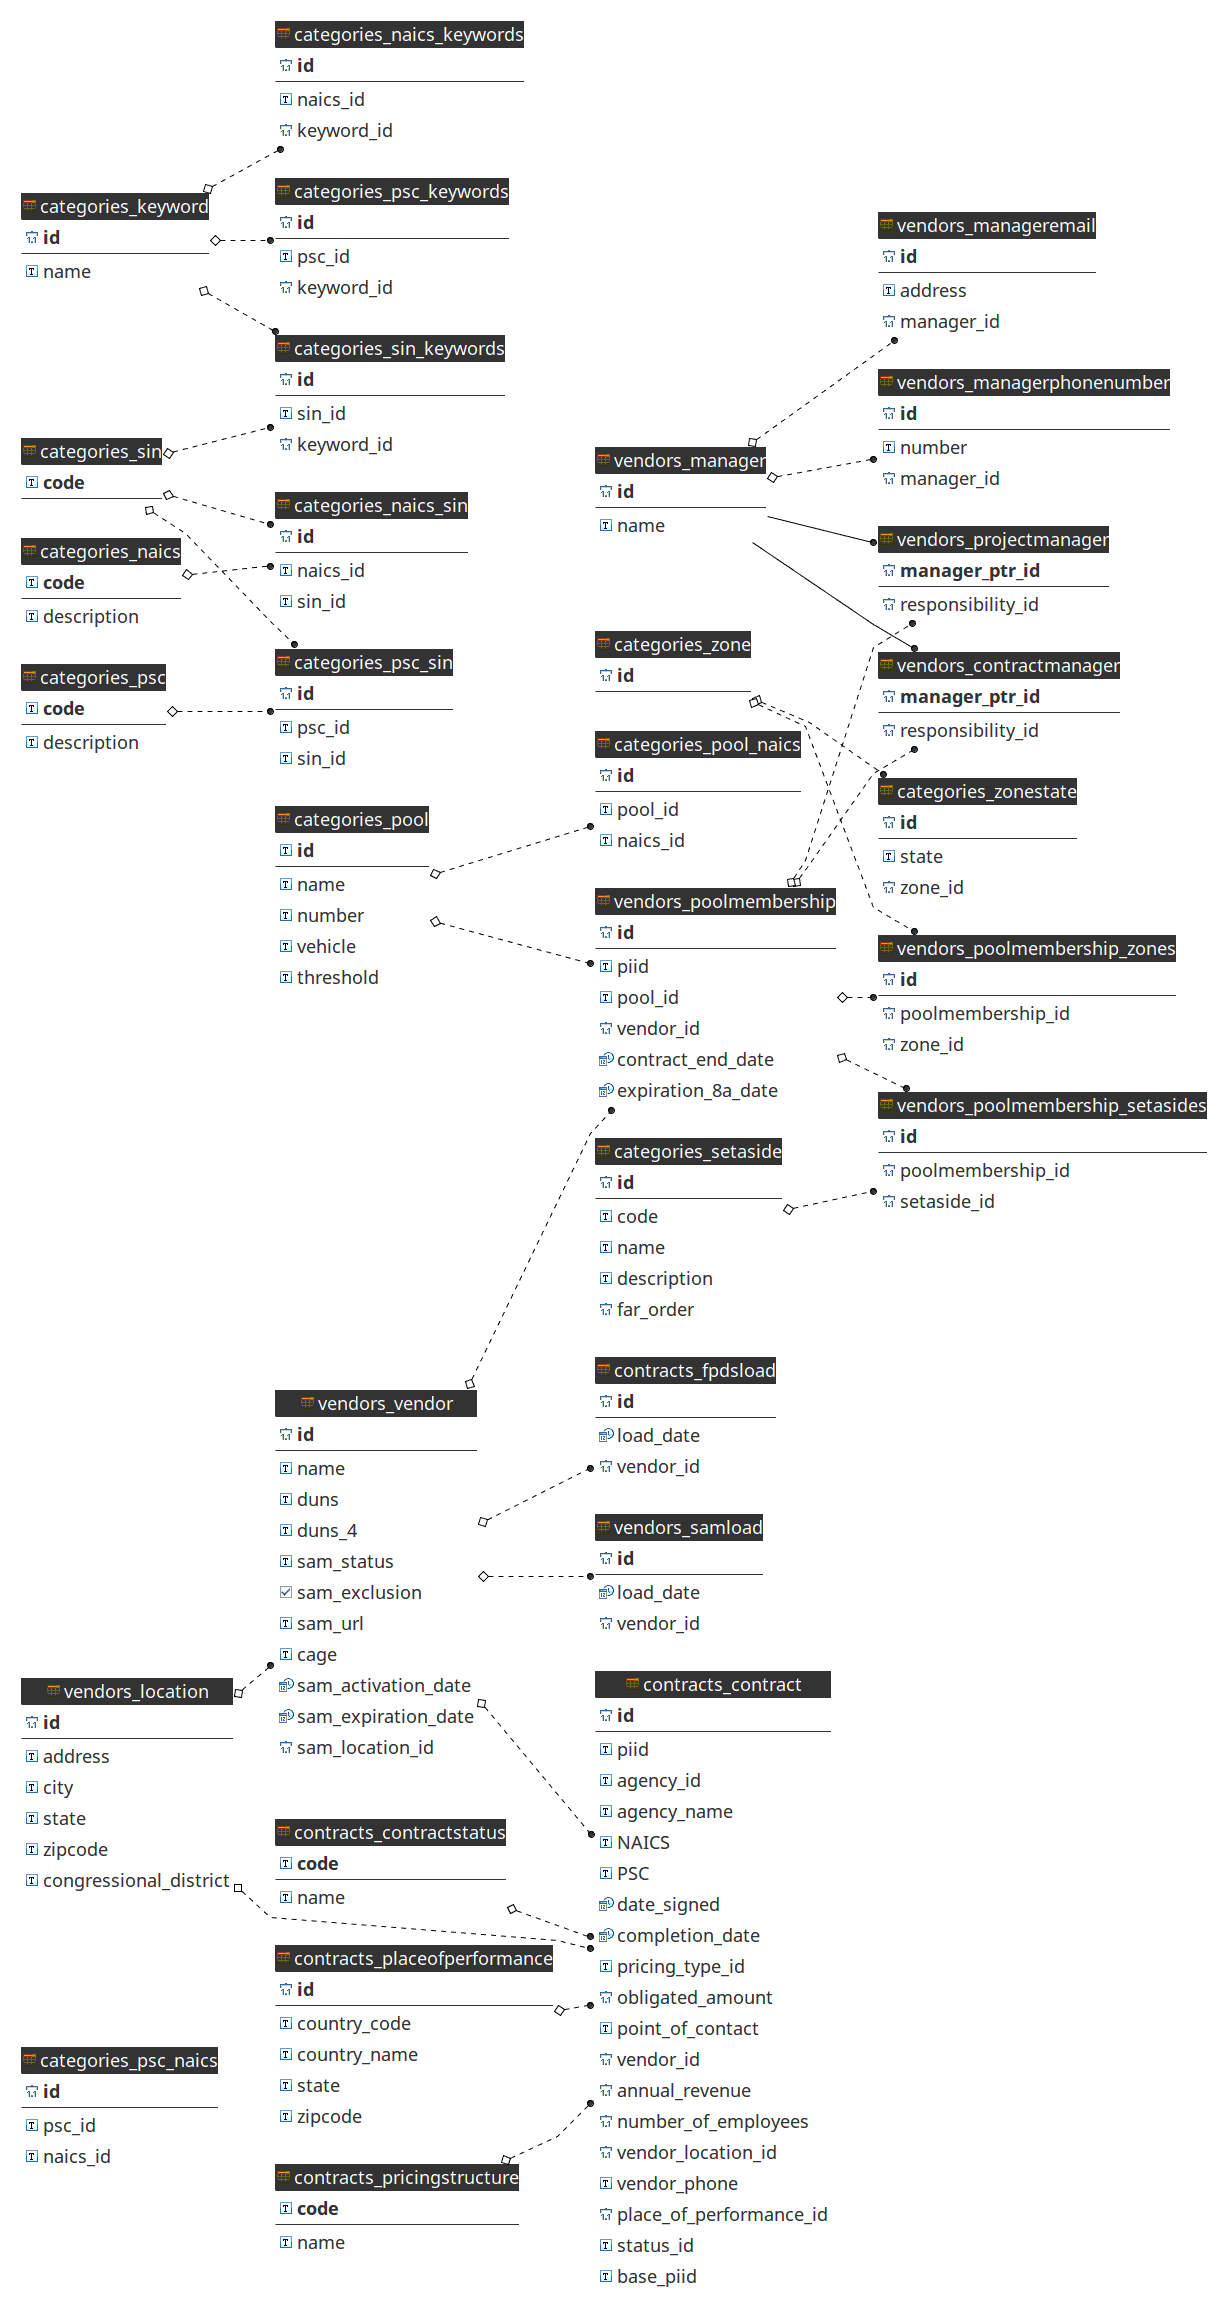 categories_naics_keywords
id
naics_id
keyword_id
categories_keyword
id
name
categories_psc_keywords
id
psc_id
keyword_id
categories_sin_keywords
id
sin_id
keyword_id
categories_sin
code
categories_naics_sin
id
naics_id
sin_id
categories_naics
code
description
categories_psc_sin
id
psc_id
sin_id
categories_psc
code
description
categories_pool
id
name
number
vehicle
threshold
vendors_manageremail
id
address
manager_id
vendors_managerphonenumber
id
number
manager_id
vendors_manager
id
name
vendors_projectmanager
manager_ptr_id
responsibility_id
vendors_contractmanager
manager_ptr_id
responsibility_id
categories_zone
id
categories_pool_naics
id
pool_id
naics_id
categories_zonestate
id
state
zone_id
vendors_poolmembership
id
piid
pool_id
vendor_id
contract_end_date
expiration_8a_date
vendors_poolmembership_zones
id
poolmembership_id
zone_id
vendors_poolmembership_setasides
id
poolmembership_id
setaside_id
categories_setaside
id
code
name
description
far_order
contracts_fpdsload
id
load_date
vendor_id
vendors_vendor
id
name
duns
duns_4
sam_status
sam_exclusion
sam_url
cage
sam_activation_date
sam_expiration_date
sam_location_id
vendors_samload
id
load_date
vendor_id
vendors_location
id
address
city
state
zipcode
congressional_district
contracts_contract
id
piid
agency_id
agency_name
NAICS
PSC
date_signed
completion_date
pricing_type_id
obligated_amount
point_of_contact
vendor_id
annual_revenue
number_of_employees
vendor_location_id
vendor_phone
place_of_performance_id
status_id
base_piid
contracts_contractstatus
code
name
contracts_placeofperformance
id
country_code
country_name
state
zipcode
categories_psc_naics
id
psc_id
naics_id
contracts_pricingstructure
code
name